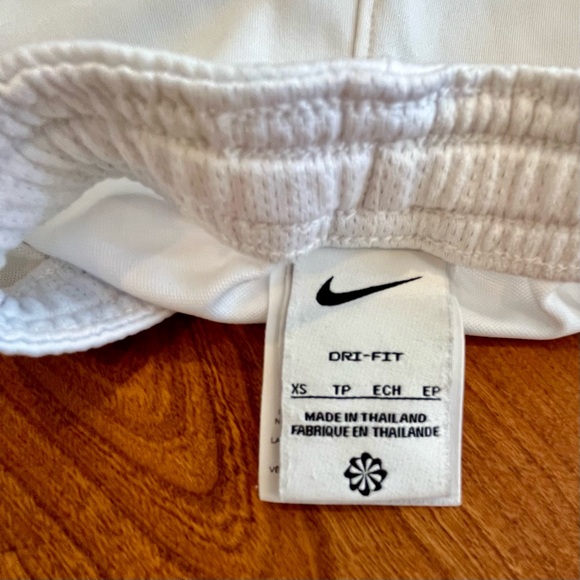 DRI-FIT
XS TP ECH EP
MADE IN THAILAND
FABRIQUE EN THAILANDE